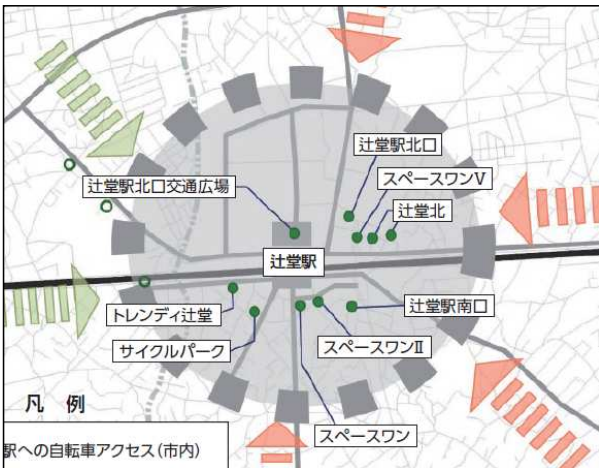 辻堂駅北口
スペースワンV
辻堂北
辻堂駅北口交通広場
辻堂駅
トレンディ辻堂
サイクルパーク
辻堂駅南口
スペースワンII
スペースワン
凡 例
駅への自転車アクセス(市内)